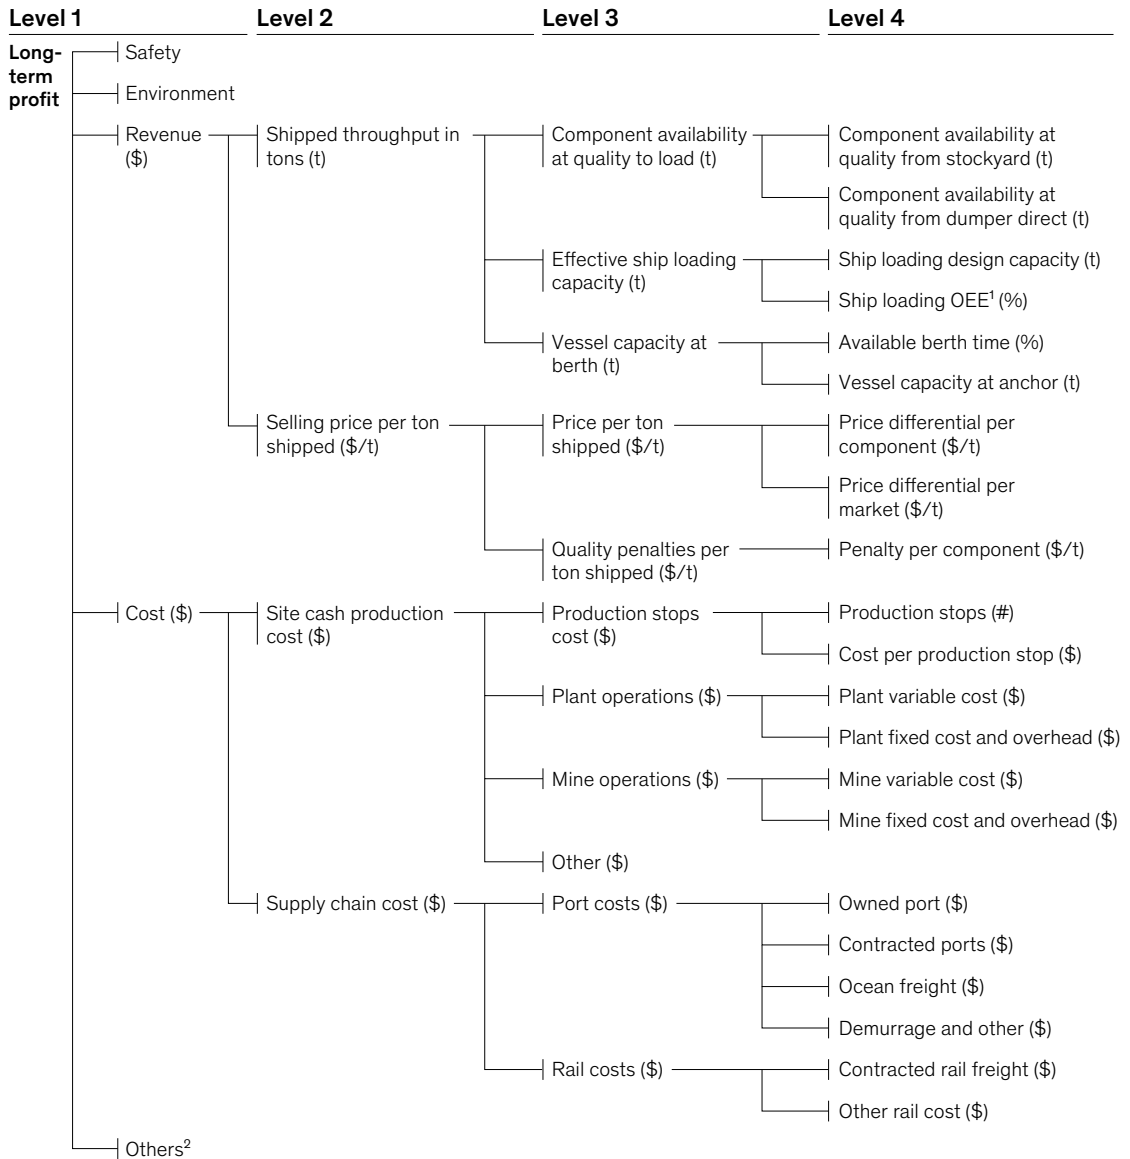 Level 1
Level 2
Level 3
Level 4
Long-
term
profit
Safety
Environment
Revenue
($)
Shipped throughput in
tons (t)
Component availability
at quality to load (t)
Component availability at
quality from stockyard (t)
Component availability at
quality from dumper direct (t)
Effective ship loading
capacity (t)
Ship loading design capacity (t)
Ship loading OEE¹ (%)
Vessel capacity at
berth (t)
Available berth time (%)
Vessel capacity at anchor (t)
Selling price per ton
shipped ($/t)
Price per ton
shipped ($/t)
Price differential per
component ($/t)
Price differential per
market ($/t)
Quality penalties per
ton shipped ($/t)
Penalty per component ($/t)
Cost ($)
Site cash production
cost ($)
Production stops
cost ($)
Production stops (#)
Cost per production stop ($)
Plant operations ($)
Plant variable cost ($)
Plant fixed cost and overhead ($)
Mine operations ($)
Mine variable cost ($)
Mine fixed cost and overhead ($)
Other ($)
Supply chain cost ($)
Port costs ($)
Owned port ($)
Contracted ports ($)
Ocean freight ($)
Demurrage and other ($)
Rail costs ($)
Contracted rail freight ($)
Other rail cost ($)
Others²